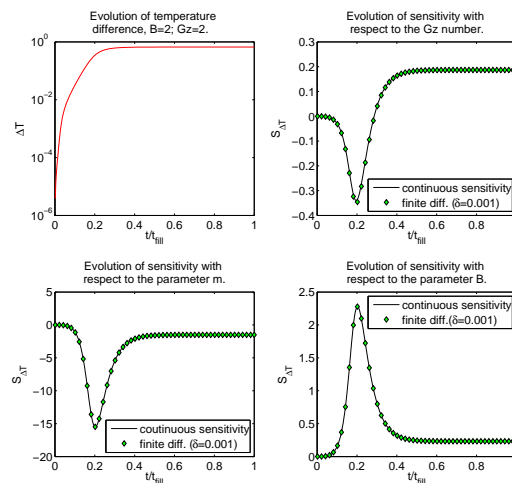 Evolution of temperature
difference, B=2; Gz=2.
10^0
10^-2
10^-4
10^-6
ΔT
0 0.2 0.4 0.6 0.8 1
t/t_fill
Evolution of sensitivity with
respect to the Gz number.
0.3
0.2
0.1
0
-0.1
-0.2
-0.3
-0.4
S_ΔT
continuous sensitivity
finite diff. (δ=0.001)
0 0.2 0.4 0.6 0.8 1
t/t_fill
Evolution of sensitivity with
respect to the parameter m.
5
0
-5
-10
-15
-20
S_ΔT
coutinuous sensitivity
finite diff. (δ=0.001)
0 0.2 0.4 0.6 0.8 1
t/t_fill
Evolution of sensitivity with
respect to the parameter B.
2.5
2
1.5
1
0.5
0
S_ΔT
continuous sensitivity
finite diff.(δ=0.001)
0 0.2 0.4 0.6 0.8 1
t/t_fill